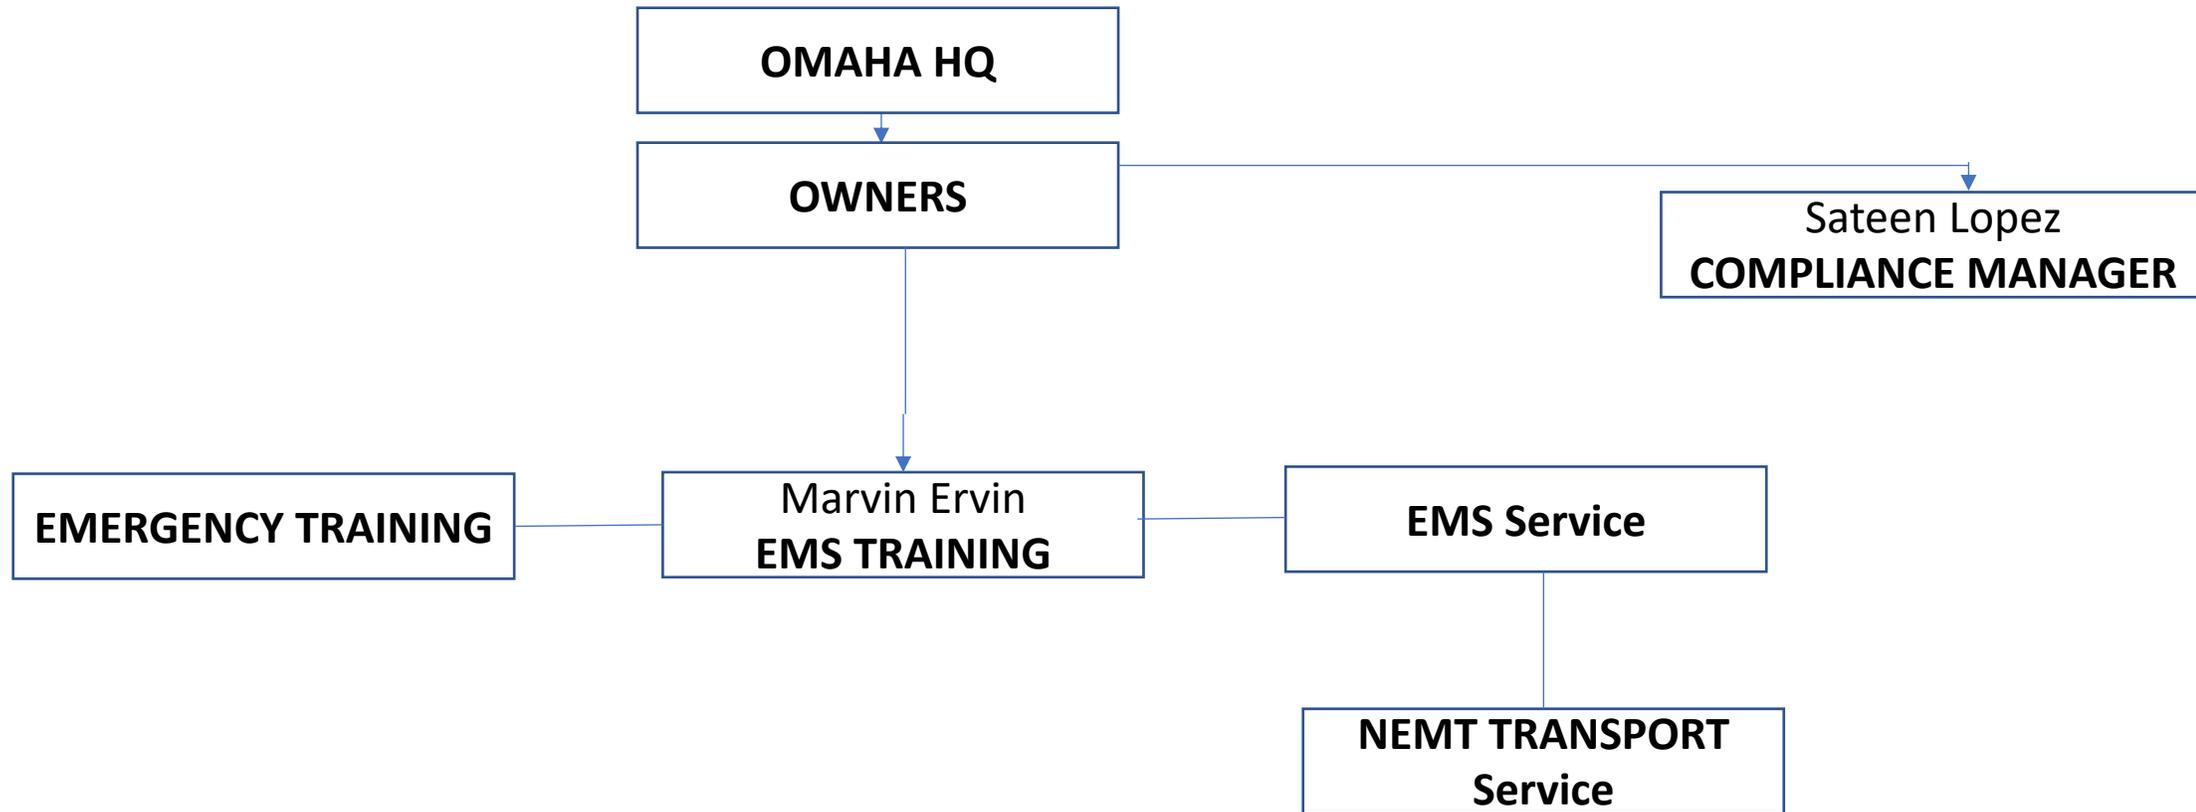 OMAHA HQ
OWNERS
Sateen Lopez
COMPLIANCE MANAGER
EMERGENCY TRAINING
Marvin Ervin
EMS TRAINING
EMS Service
NEMT TRANSPORT
Service